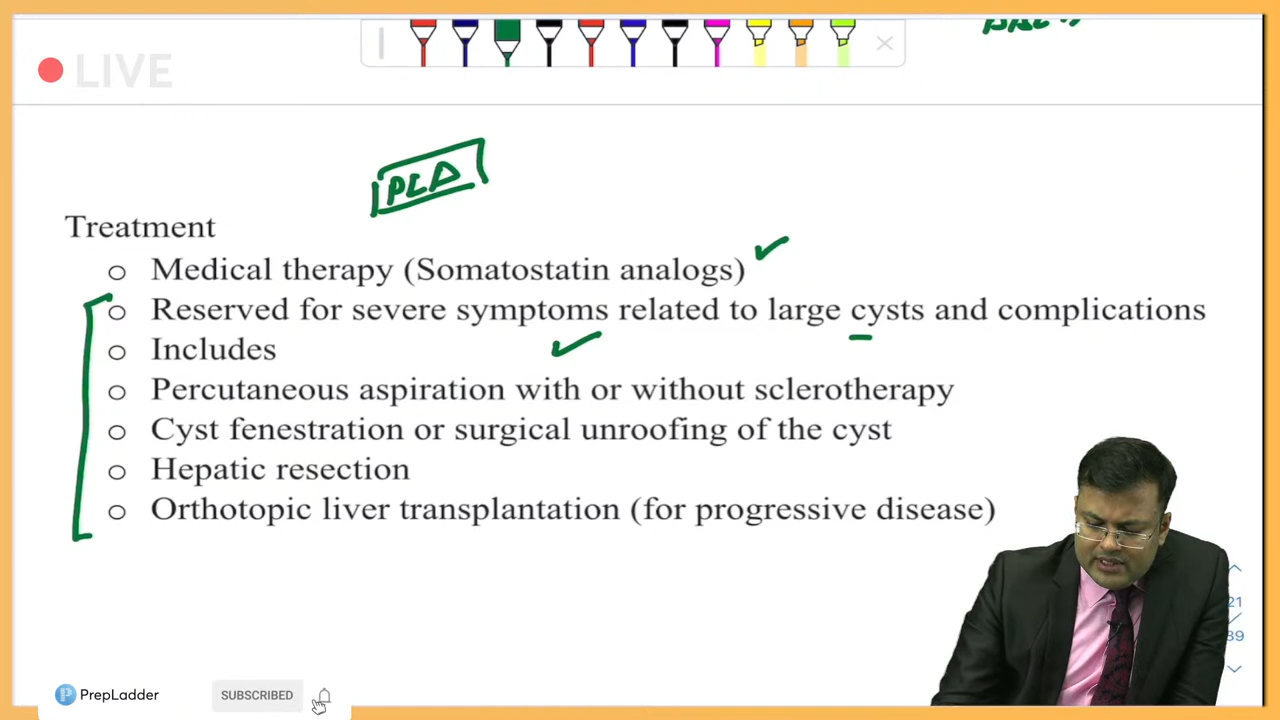 LIVE
PLD
Treatment
o Medical therapy (Somatostatin analogs)
o Reserved for severe symptoms related to large cysts and complications
o Includes
o Percutaneous aspiration with or without sclerotherapy
o Cyst fenestration or surgical unroofing of the cyst
o Hepatic resection
o Orthotopic liver transplantation (for progressive disease)
21
39
PrepLadder
SUBSCRIBED